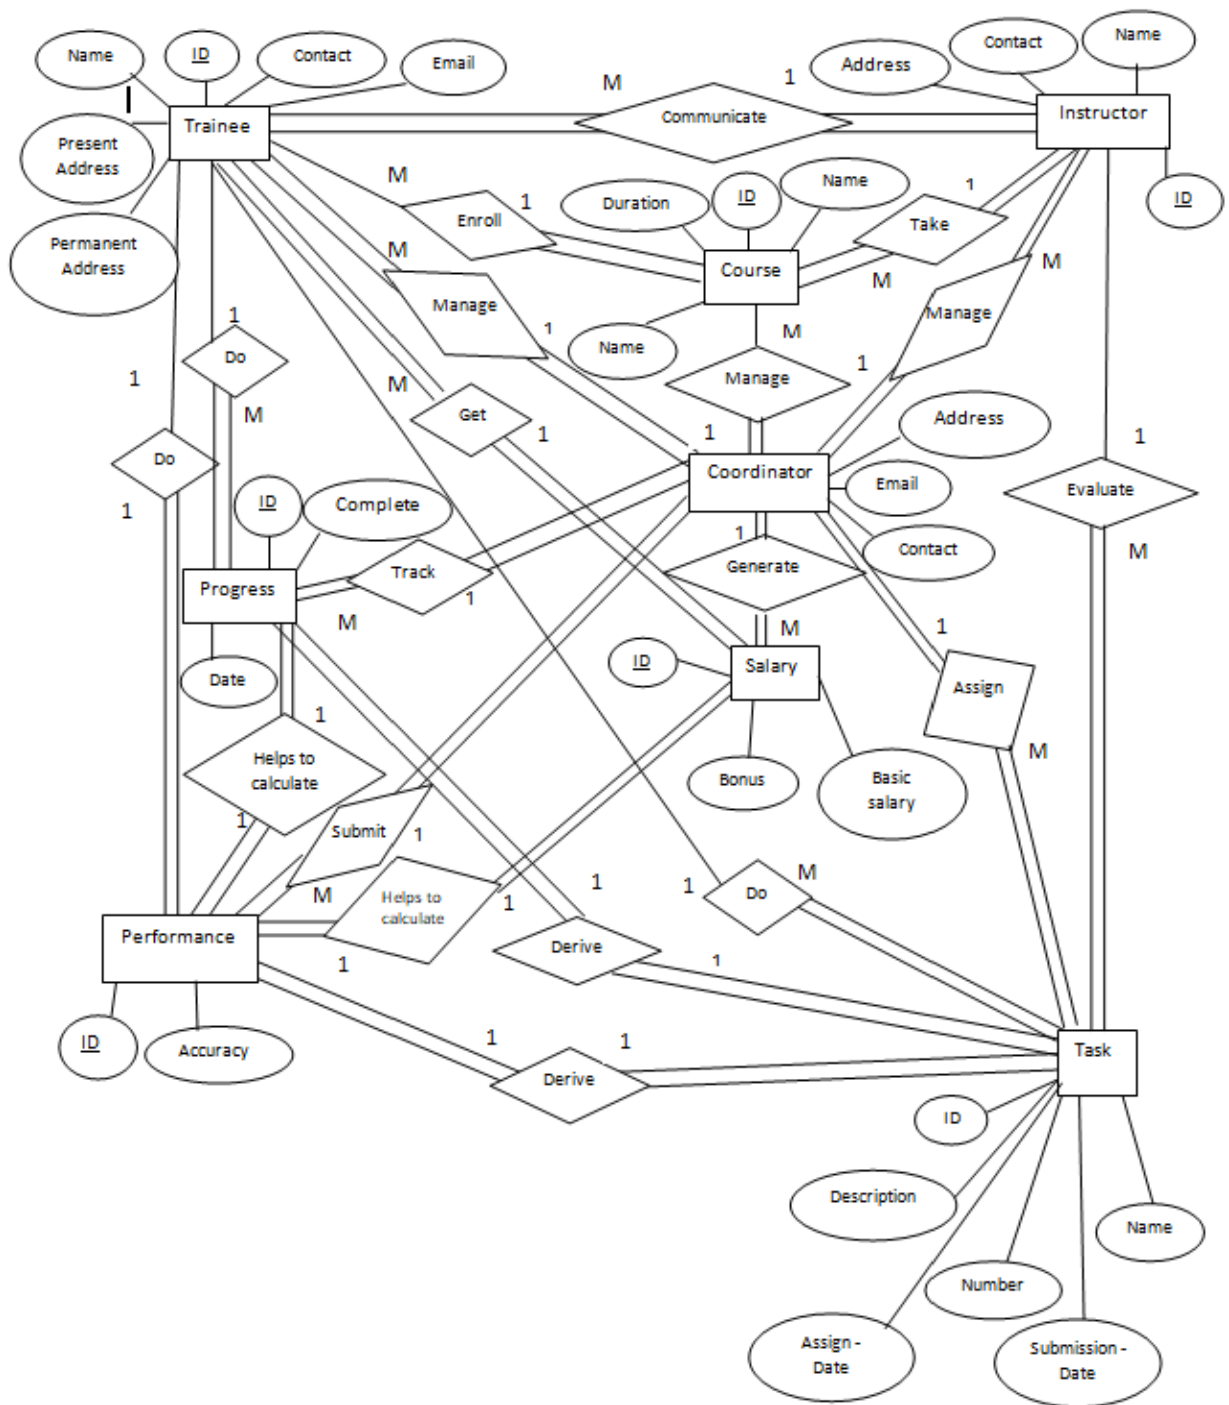 Name
ID
Contact
Email
Contact
Name
Address
M
1
Communicate
Instructor
Trainee
Present
Address
M
Name
1
ID
Duration
ID
Enroll
1
Take
Permanent
Address
M
Course
M
M
Manage
Manage
1
1
M
Name
Do
1
1
M
Manage
M
Get
1
1
Address
1
Do
Coordinator
Email
Evaluate
ID
Complete
1
1
Contact
M
Track
Generate
Progress
1
M
M
1
ID
Salary
Date
Assign
1
Helps to
calculate
M
Bonus
Basic
salary
1
Submit
1
M
M
1
1
Do
Helps to
calculate
1
Performance
Derive
1
1
1
1
ID
Accuracy
Derive
Task
ID
Description
Name
Number
Assign -
Date
Submission -
Date